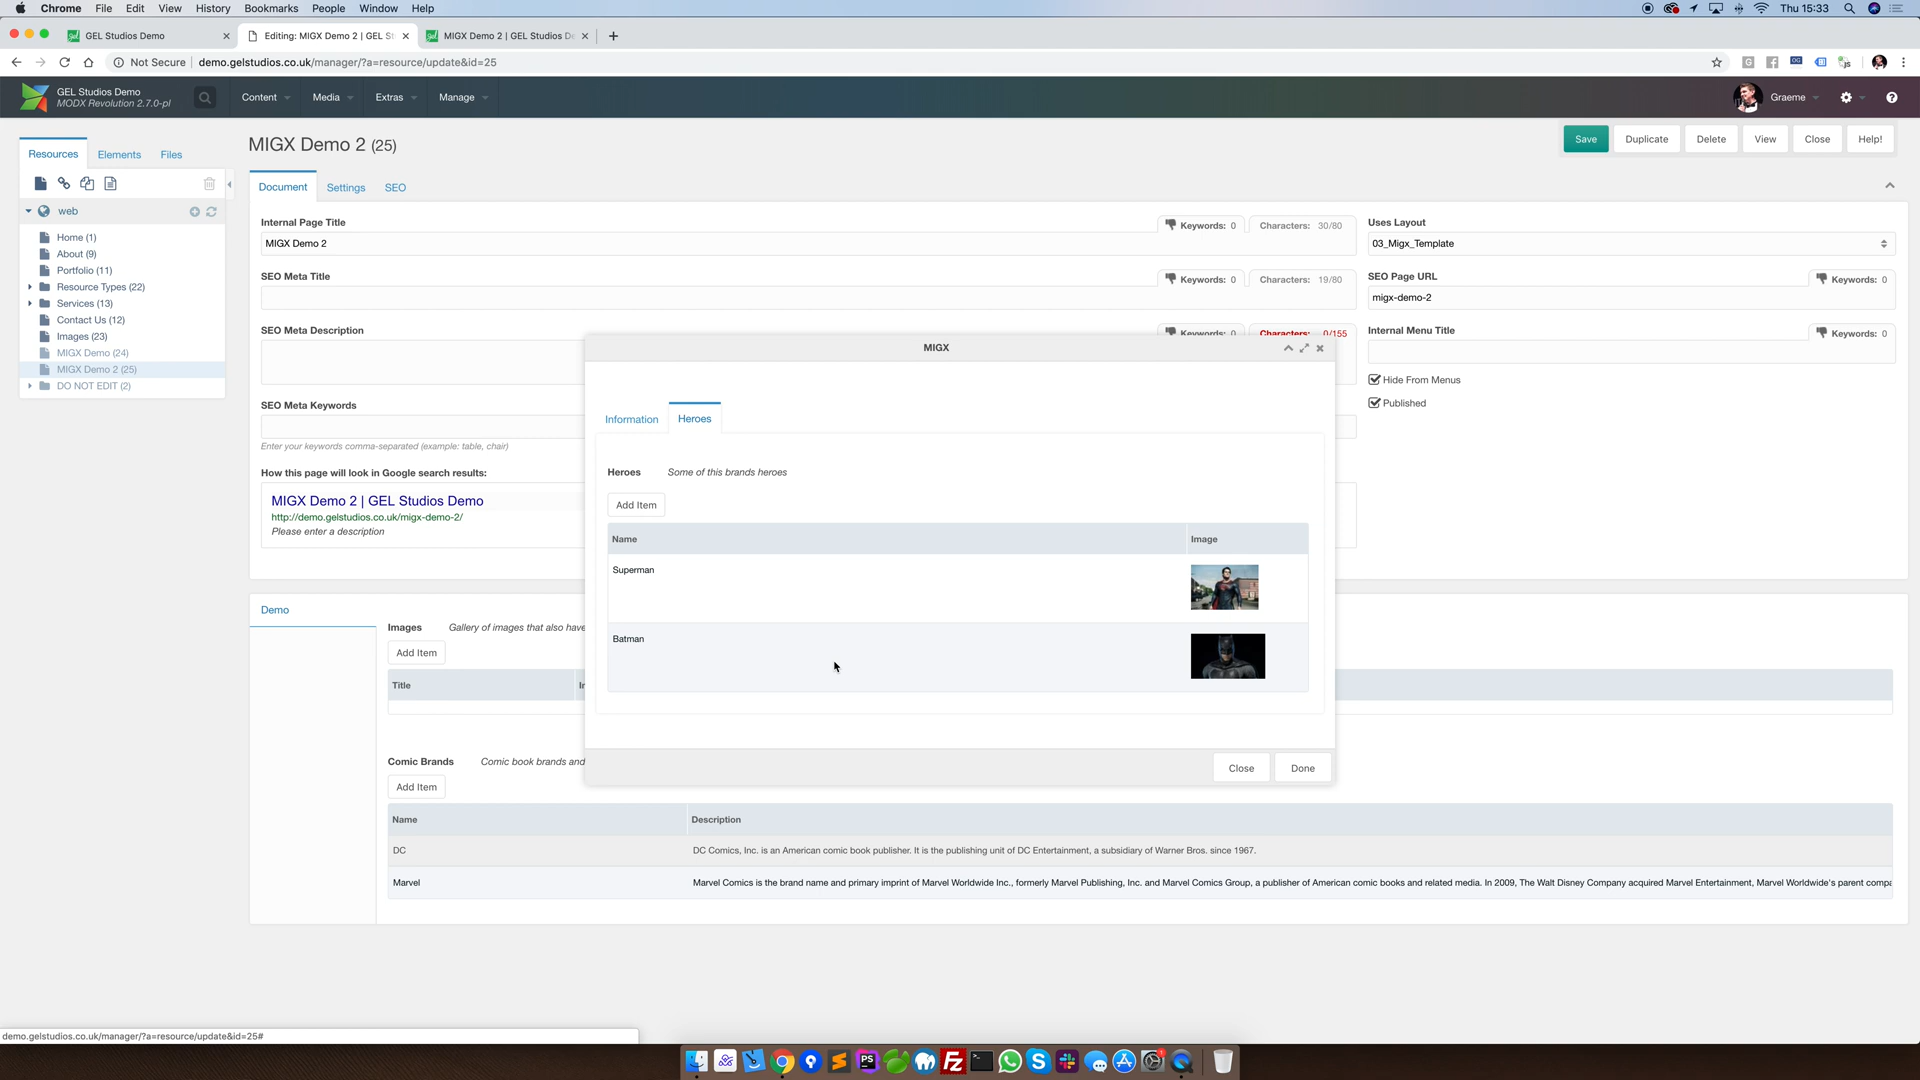 Chrome File Edit View History Bookmarks People Window Help
Thu 15:33
GEL Studios Demo
Editing: MIGX Demo 2 | GEL St
MIGX Demo 2 | GEL Studios De
Not Secure
demo.gelstudios.co.uk/manager/?a=resource/update&id=25
GEL Studios Demo
MODX Revolution 2.7.0-pl
Content
Media
Extras
Manage
Graeme
Resources
Elements
Files
MIGX Demo 2 (25)
Save
Duplicate
Delete
View
Close
Help!
Document
Settings
SEO
web
Home (1)
About (9)
Portfolio (11)
Resource Types (22)
Services (13)
Contact Us (12)
Images (23)
MIGX Demo (24)
MIGX Demo 2 (25)
DO NOT EDIT (2)
Internal Page Title
Keywords: 0
Characters: 30/80
MIGX Demo 2
SEO Meta Title
Keywords: 0
Characters: 19/80
SEO Meta Description
Keywords: 0
Characters: 0/155
SEO Meta Keywords
Enter your keywords comma-separated (example: table, chair)
How this page will look in Google search results:
MIGX Demo 2 | GEL Studios Demo
http://demo.gelstudios.co.uk/migx-demo-2/
Please enter a description
Uses Layout
03_Migx_Template
SEO Page URL
Keywords: 0
migx-demo-2
Internal Menu Title
Keywords: 0
Hide From Menus
Published
MIGX
Information
Heroes
Heroes
Some of this brands heroes
Add Item
Name
Image
Superman
Batman
Close
Done
Demo
Images
Gallery of images that also have
Add Item
Title
Comic Brands
Comic book brands and
Add Item
Name
Description
DC
DC Comics, Inc. is an American comic book publisher. It is the publishing unit of DC Entertainment, a subsidiary of Warner Bros. since 1967.
Marvel
Marvel Comics is the brand name and primary imprint of Marvel Worldwide Inc., formerly Marvel Publishing, Inc. and Marvel Comics Group, a publisher of American comic books and related media. In 2009, The Walt Disney Company acquired Marvel Entertainment, Marvel Worldwide's parent compa
demo.gelstudios.co.uk/manager/?a=resource/update&id=25#
PS
FZ